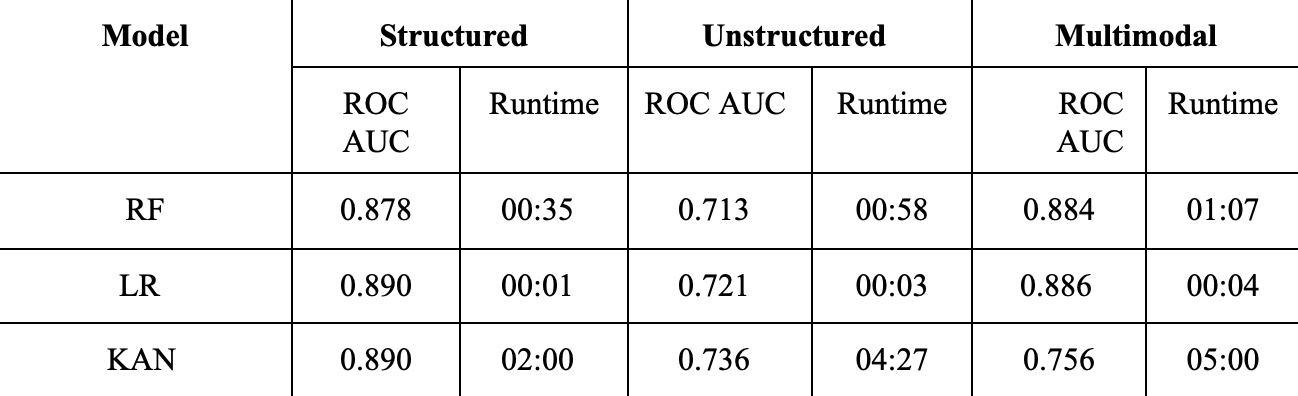 Model Structured Unstructured Multimodal
ROC AUC Runtime ROC AUC Runtime ROC AUC Runtime
RF 0.878 00:35 0.713 00:58 0.884 01:07
LR 0.890 00:01 0.721 00:03 0.886 00:04
KAN 0.890 02:00 0.736 04:27 0.756 05:00